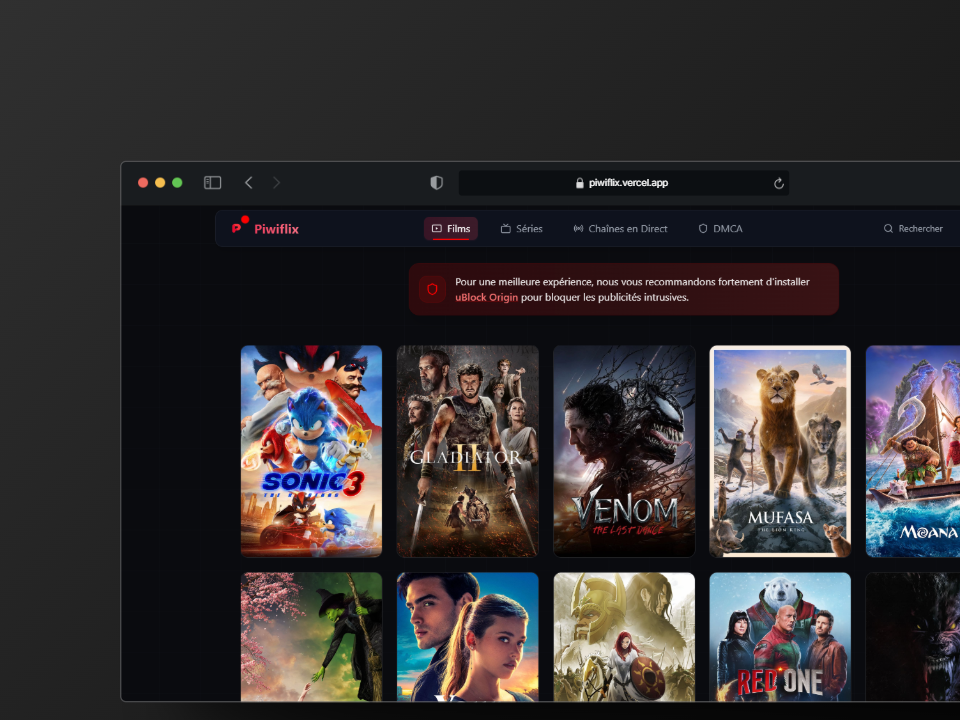 piwiflix.vercel.app
Piwiflix
Films
Séries
Chaînes en Direct
DMCA
Rechercher
Pour une meilleure expérience, nous vous recommandons fortement d'installer
uBlock Origin pour bloquer les publicités intrusives.
SONIC 3
THE HEDGEHOG
GLADIATOR
II
VENOM
THE LAST DANCE
MUFASA
THE LION KING
MOANA
RED ONE